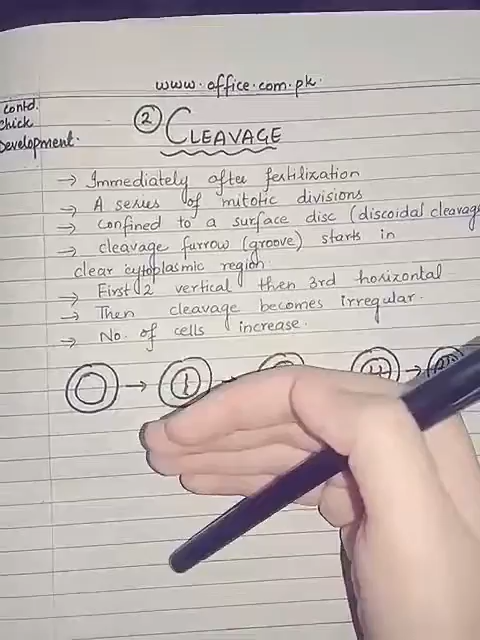 www.office.com.pk.
contd.
Chick
Development.
② CLEAVAGE
→ Immediately after fertilization
→ A series of mitotic divisions
→ Confined to a surface disc (discoidal cleavage
→ cleavage furrow (groove) starts in
clear cytoplasmic region.
→ First 2 vertical then 3rd horizontal
→ Then cleavage becomes irregular.
→ No. of cells increase.